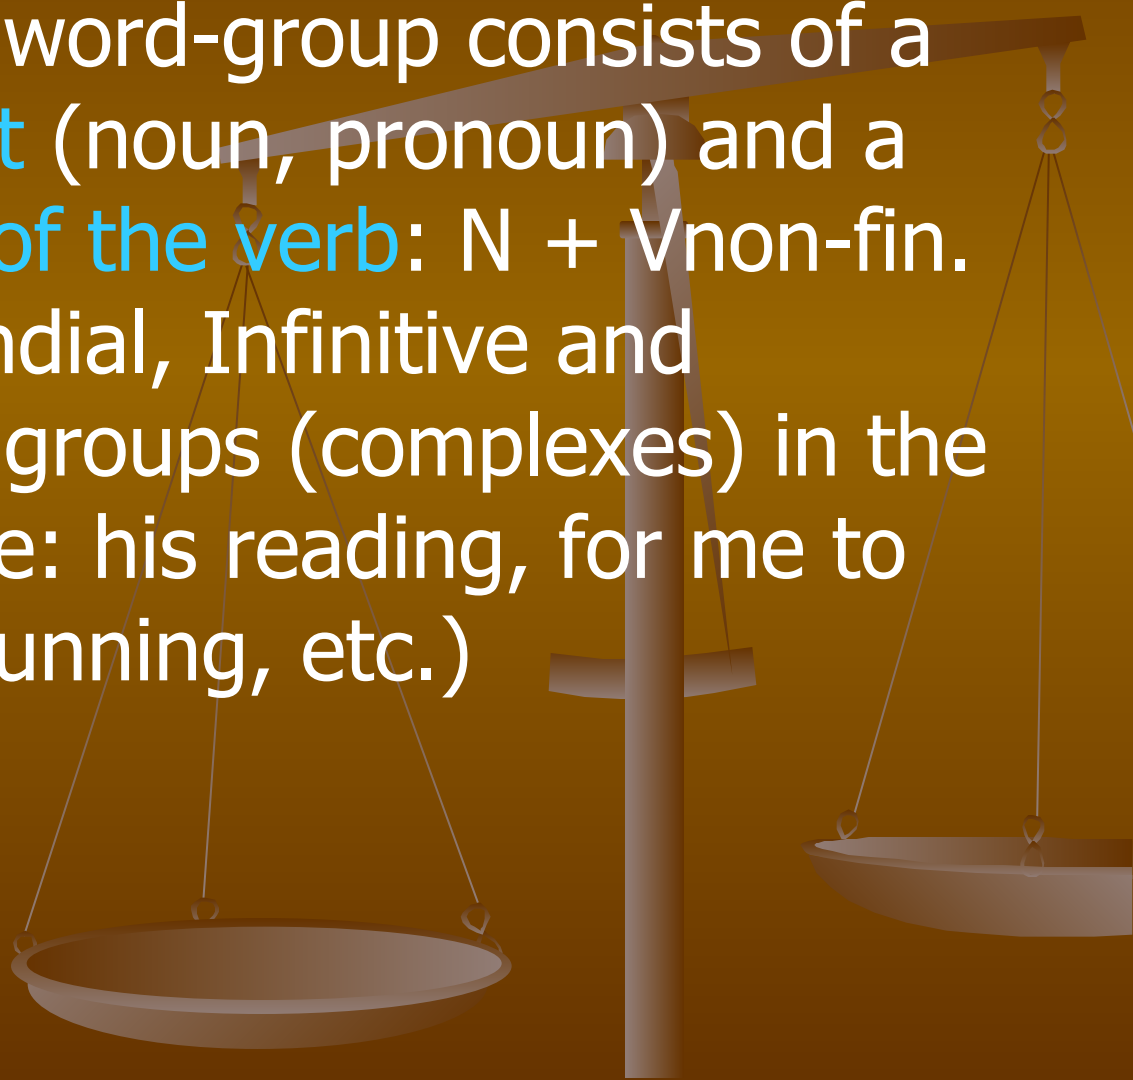 word-group consists of a
t (noun, pronoun) and a
of the verb: N + Vnon-fin.
ndial, Infinitive and
groups (complexes) in the
e: his reading, for me to
unning, etc.)